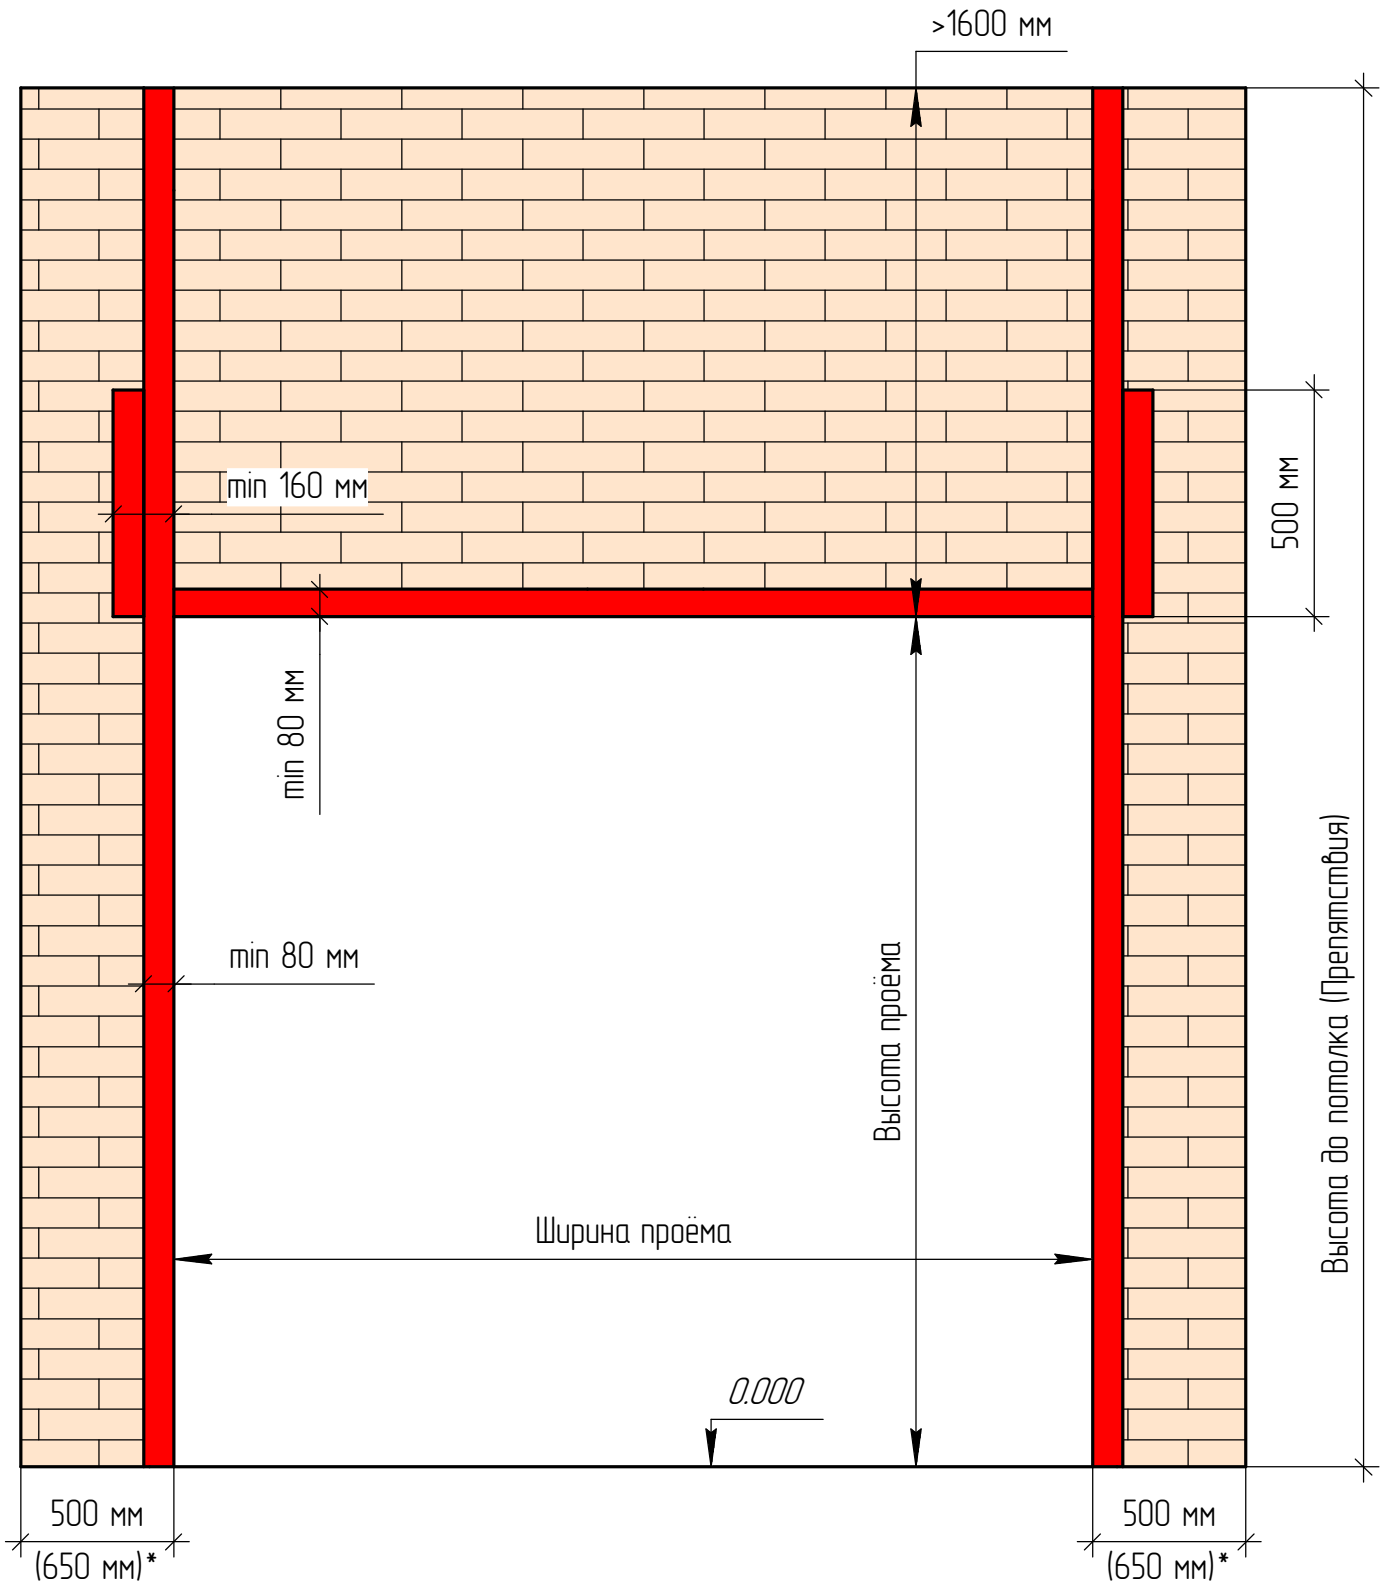 >1600 мм
min 160 мм
500 мм
min 80 мм
Высота до потолка (Препятствия)
min 80 мм
Высота проёма
Ширина проёма
0.000
500 мм
(650 мм)*
500 мм
(650 мм)*